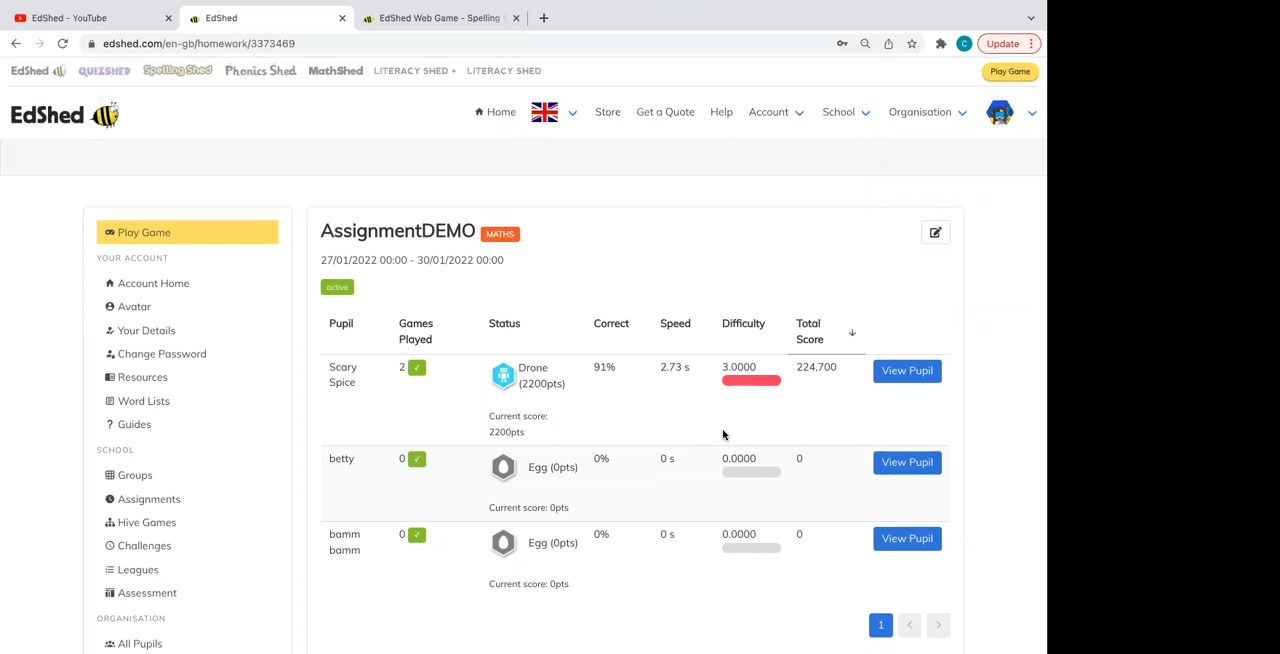 EdShed - YouTube
EdShed
EdShed Web Game - Spelling
edshed.com/en-gb/homework/3373469
C
Update
EdShed QUIZSHED Spelling Shed Phonics Shed MathShed LITERACY SHED + LITERACY SHED
Play Game
EdShed
Home Store Get a Quote Help Account School Organisation
Play Game
YOUR ACCOUNT
Account Home
Avatar
Your Details
Change Password
Resources
Word Lists
? Guides
SCHOOL
Groups
Assignments
Hive Games
Challenges
Leagues
Assessment
ORGANISATION
All Pupils
AssignmentDEMO MATHS
27/01/2022 00:00 - 30/01/2022 00:00
active
Pupil Games Played Status Correct Speed Difficulty Total Score
Scary Spice 2 Drone (2200pts) 91% 2.73 s 3.0000 224,700 View Pupil
Current score: 2200pts
betty 0 Egg (0pts) 0% 0 s 0.0000 0 View Pupil
Current score: 0pts
bamm bamm 0 Egg (0pts) 0% 0 s 0.0000 0 View Pupil
Current score: 0pts
1